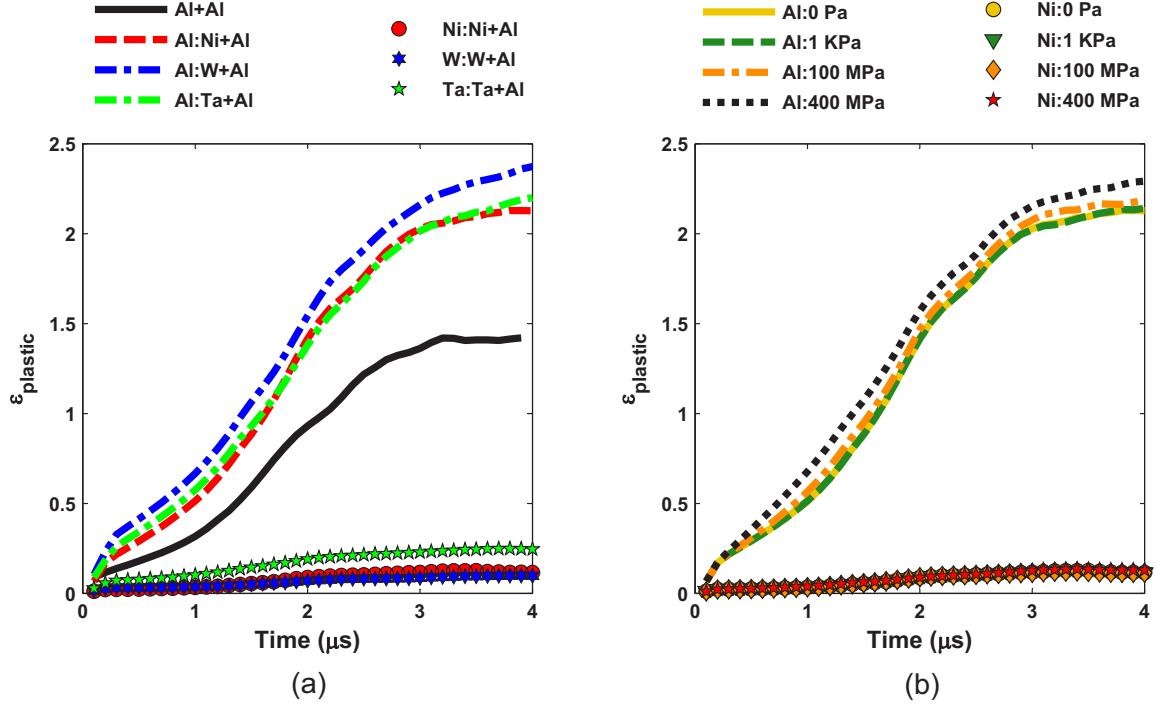 Al+Al
Al:Ni+Al
Al:W+Al
Al:Ta+Al
Ni:Ni+Al
W:W+Al
Ta:Ta+Al
2.5
2
1.5
1
0.5
0
ε_plastic
0
1
2
3
4
Time (μs)
(a)
Al:0 Pa
Al:1 KPa
Al:100 MPa
Al:400 MPa
Ni:0 Pa
Ni:1 KPa
Ni:100 MPa
Ni:400 MPa
2.5
2
1.5
1
0.5
0
ε_plastic
0
1
2
3
4
Time (μs)
(b)